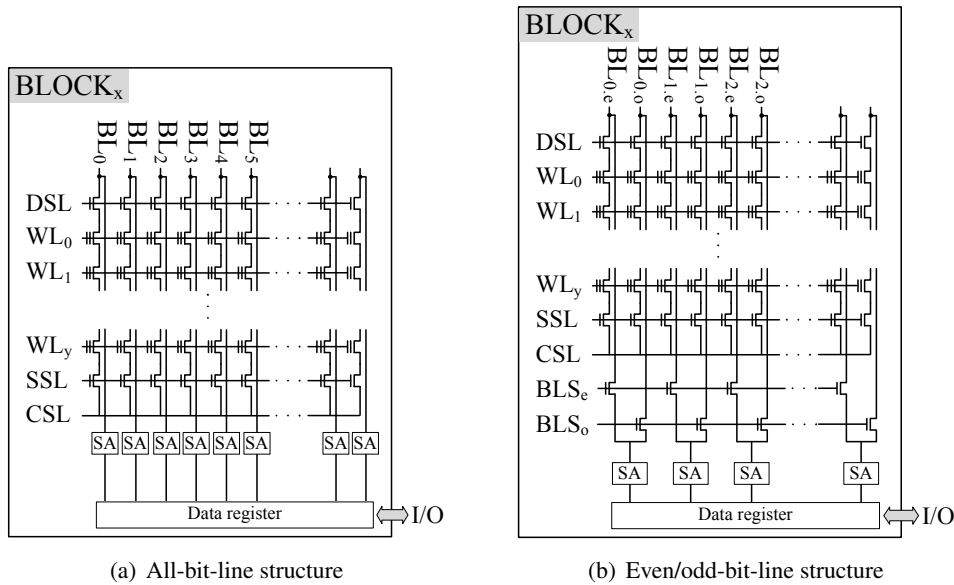 BLOCKx
BL0 BL1 BL2 BL3 BL4 BL5
DSL
WL0
WL1
WLy
SSL
CSL
SA SA SA SA SA SA SA SA
Data register
I/O
(a) All-bit-line structure
BLOCKx
BL0.e BL0.o BL1.e BL1.o BL2.e BL2.o
DSL
WL0
WL1
WLy
SSL
CSL
BLSe
BLSo
SA SA SA SA
Data register
I/O
(b) Even/odd-bit-line structure